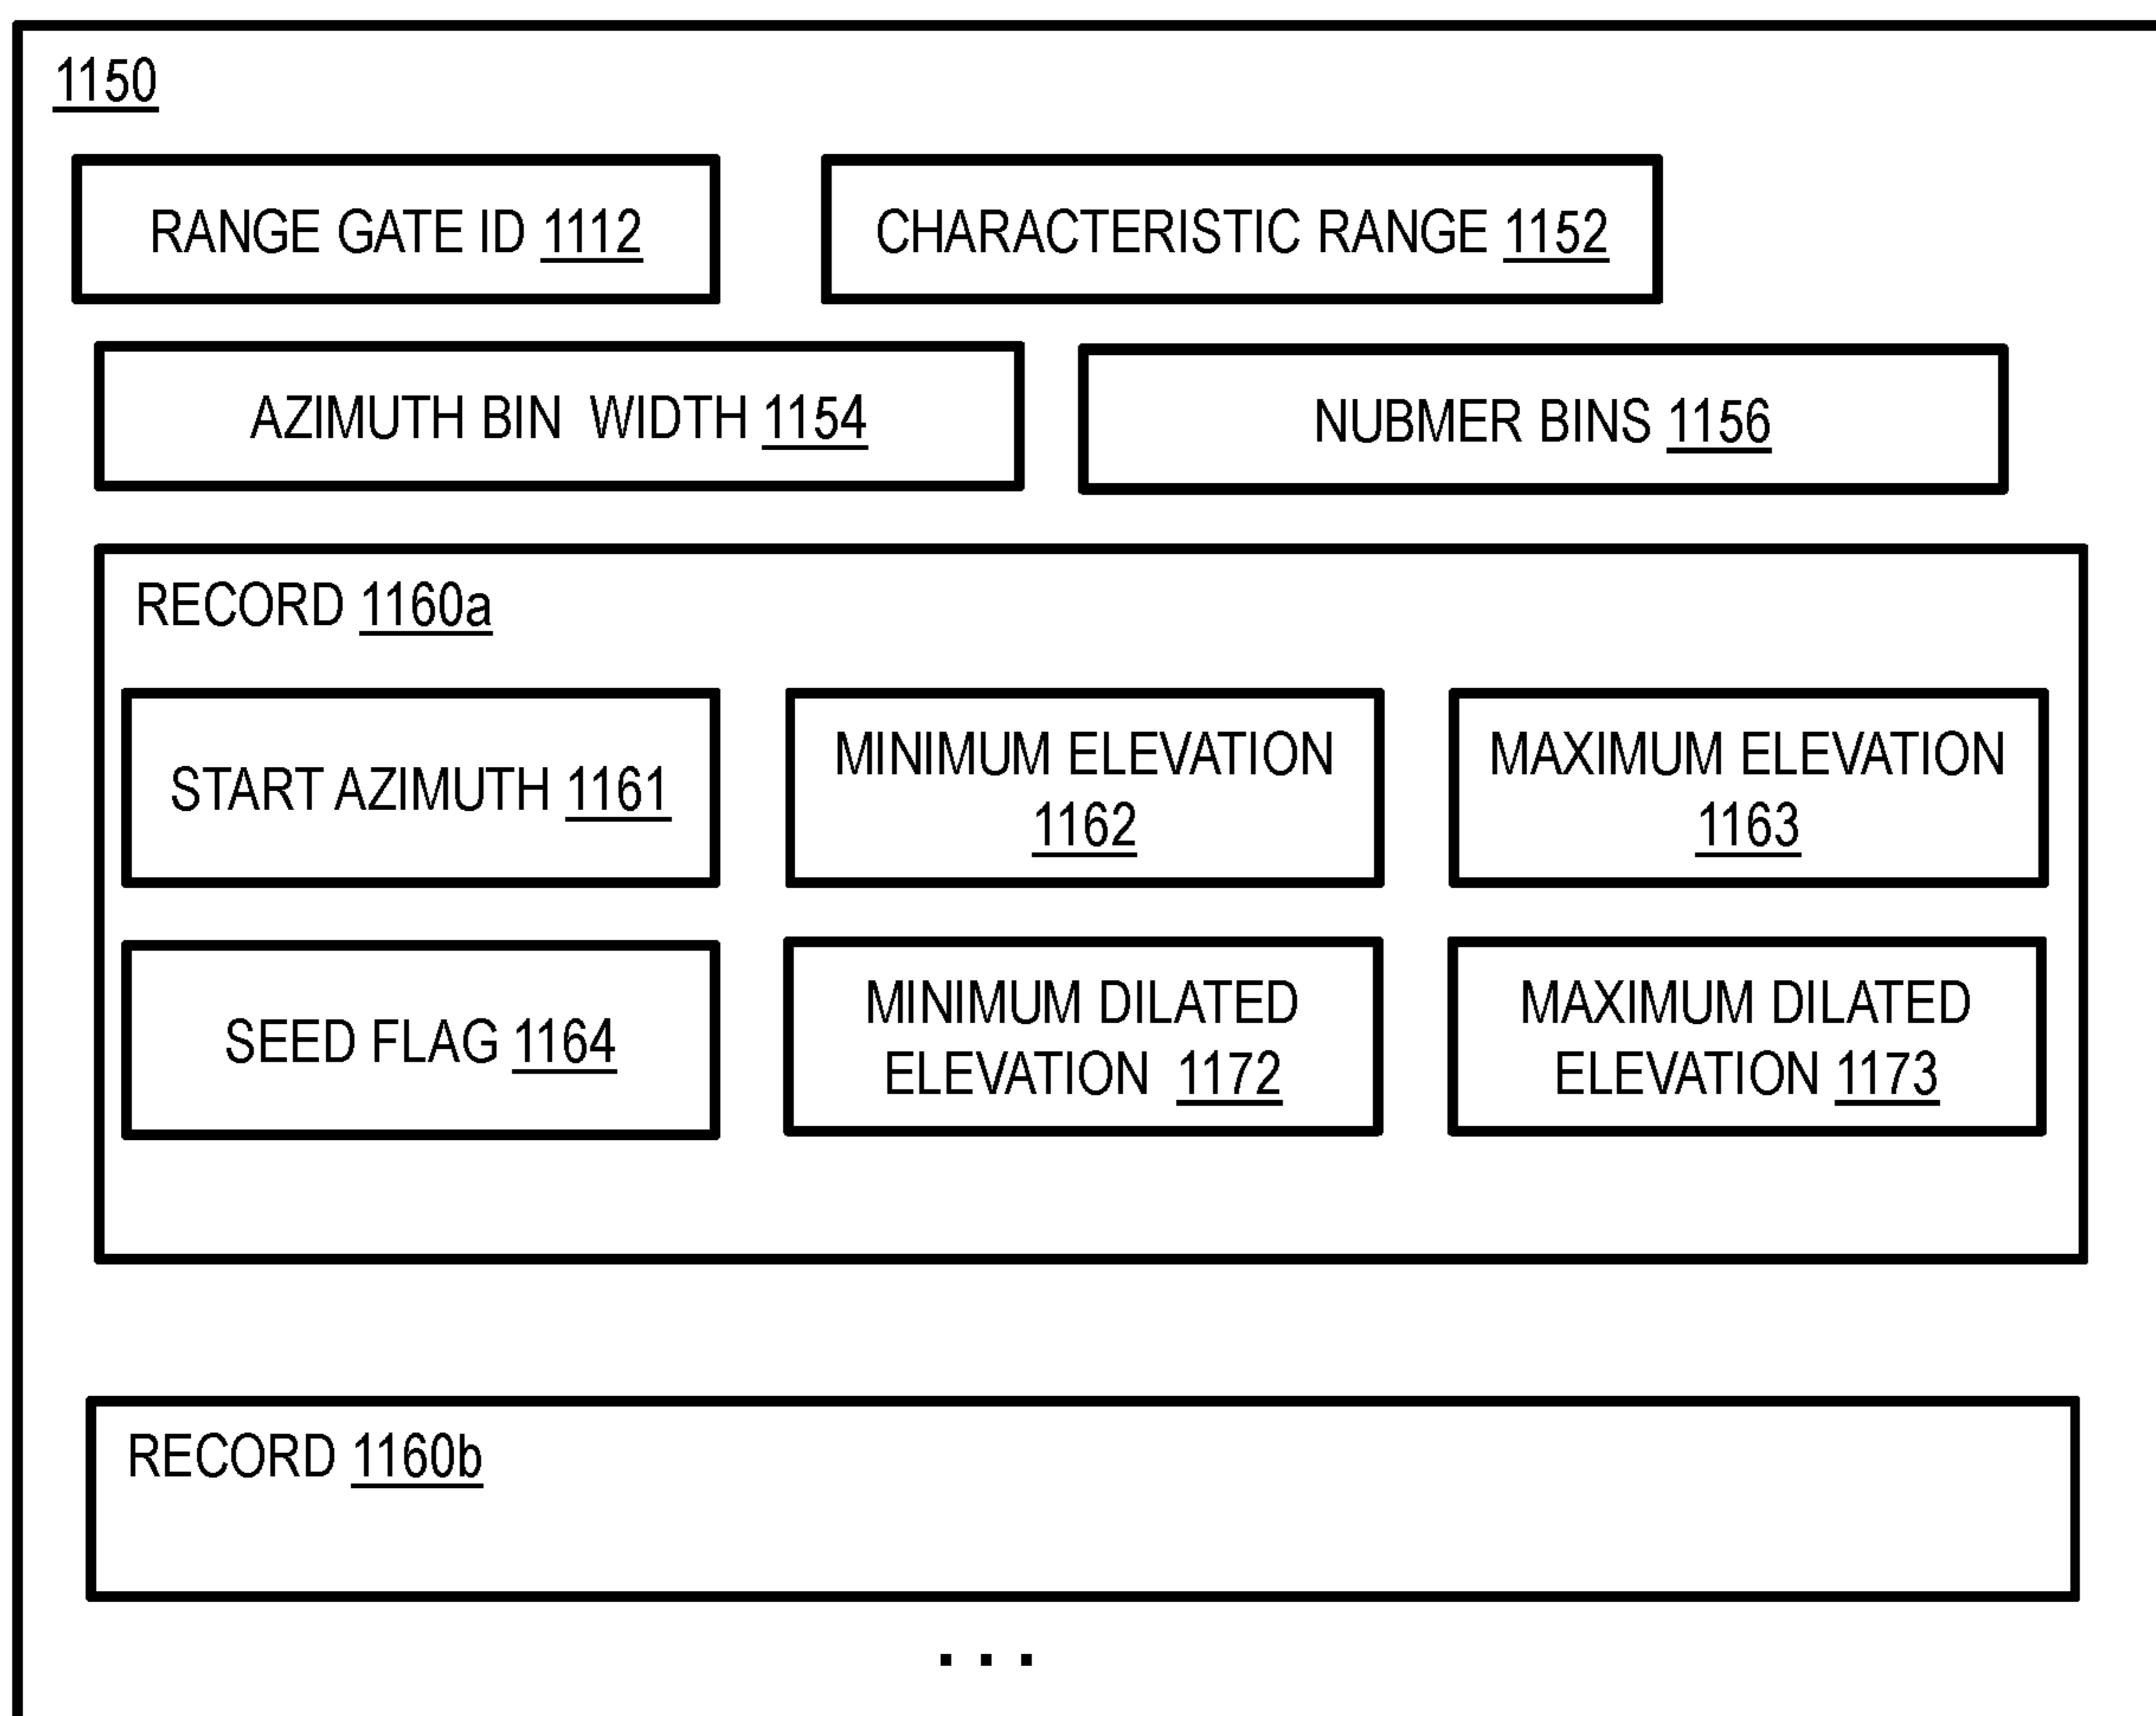 1150
RANGE GATE ID 1112
CHARACTERISTIC RANGE 1152
AZIMUTH BIN WIDTH 1154
NUBMER BINS 1156
RECORD 1160a
START AZIMUTH 1161
MINIMUM ELEVATION
1162
MAXIMUM ELEVATION
1163
SEED FLAG 1164
MINIMUM DILATED
ELEVATION 1172
MAXIMUM DILATED
ELEVATION 1173
RECORD 1160b
...